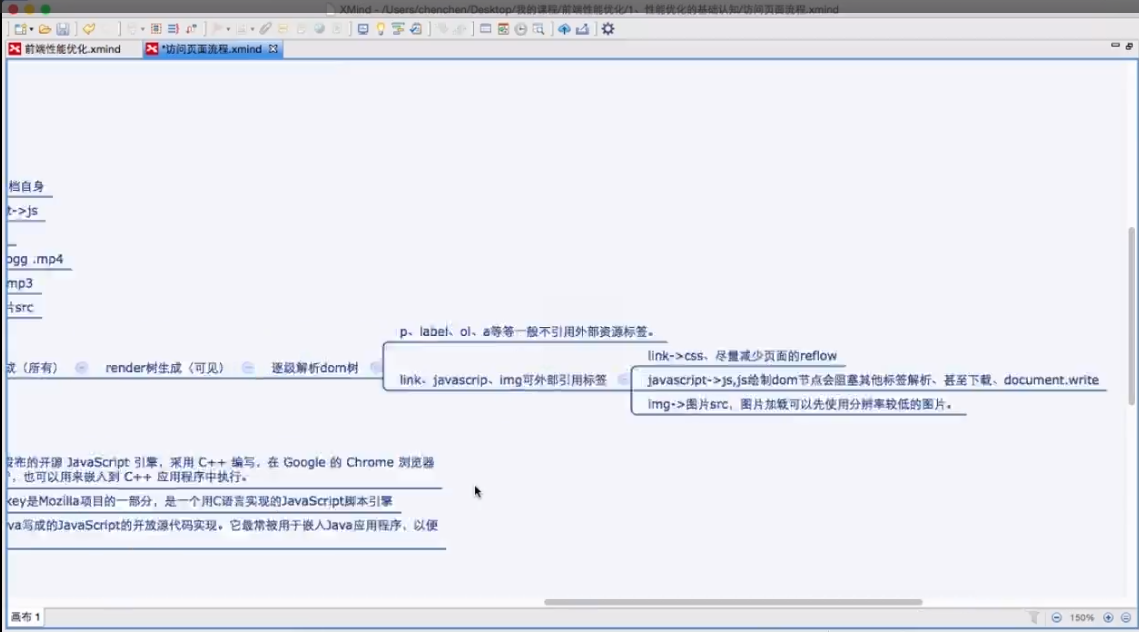 XMind - /Users/chenchen/Desktop/我的课程/前端性能优化/1、性能优化的基础认知/访问页面流程.xmind
前端性能优化.xmind
*访问页面流程.xmind
档自身
t->js
ogg .mp4
mp3
片src
p、label、ol、a等等一般不引用外部资源标签。
link->css、尽量减少页面的reflow
（所有）
render树生成（可见）
逐级解析dom树
link、javascrip、img可外部引用标签
javascript->js,js绘制dom节点会阻塞其他标签解析、甚至下载、document.write
img->图片src，图片加载可以先使用分辨率较低的图片。
发布的开源 JavaScript 引擎，采用 C++ 编写，在 Google 的 Chrome 浏览器
，也可以用来嵌入到 C++ 应用程序中执行。
key是Mozilla项目的一部分，是一个用C语言实现的JavaScript脚本引擎
va写成的JavaScript的开放源代码实现。它最常被用于嵌入Java应用程序，以便
画布 1
150%